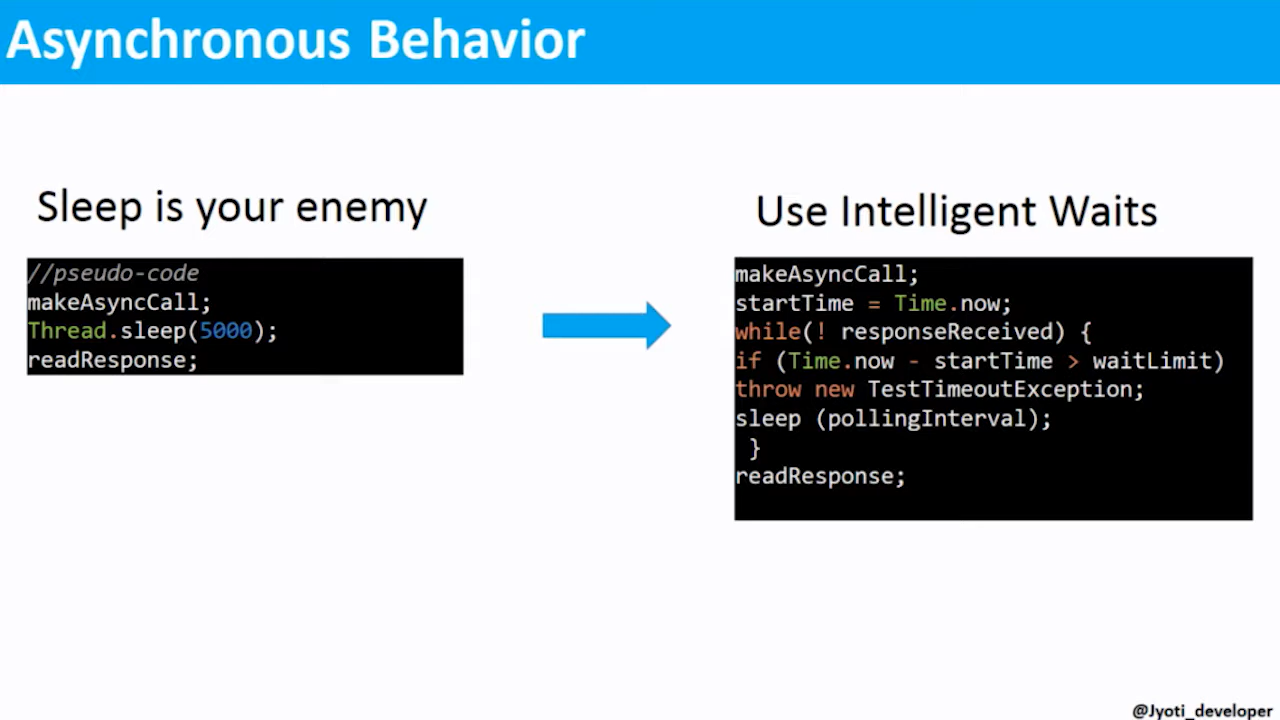 Asynchronous Behavior
Sleep is your enemy
//pseudo-code
makeAsyncCall;
Thread.sleep(5000);
readResponse;
Use Intelligent Waits
makeAsyncCall;
startTime = Time.now;
while(! responseReceived) {
if (Time.now - startTime > waitLimit)
throw new TestTimeoutException;
sleep (pollingInterval);
}
readResponse;
@Jyoti_developer